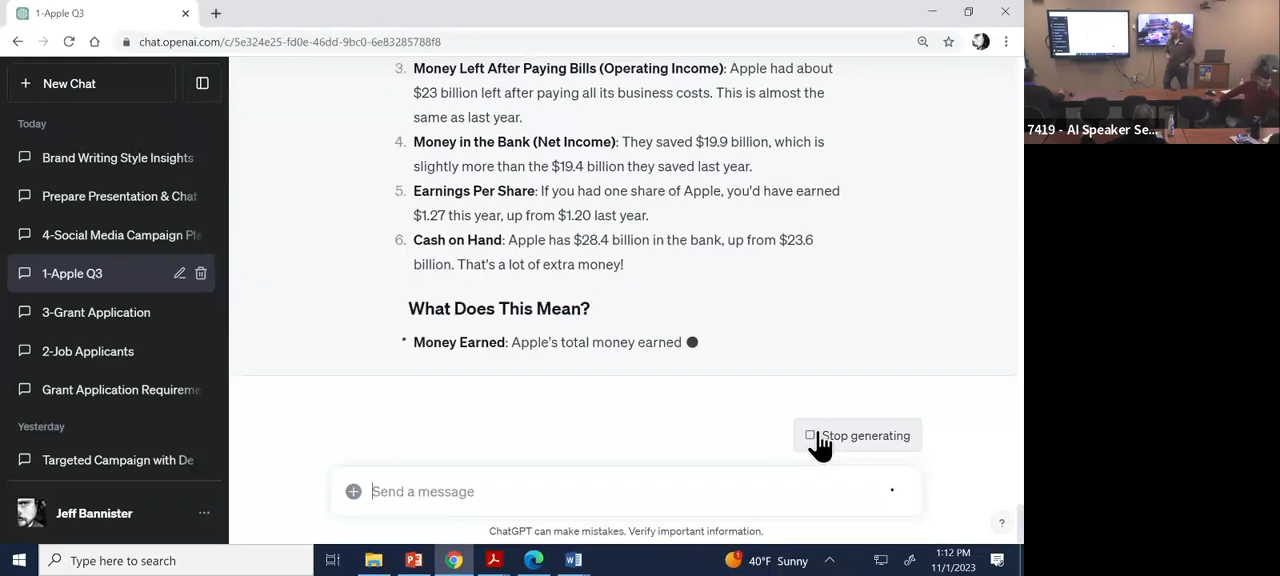 1-Apple Q3
chat.openai.com/c/5e324e25-fd0e-46dd-9b00-6e83285788f8
7419 - AI Speaker Se...
New Chat
Today
Brand Writing Style Insights
Prepare Presentation & Chat
4-Social Media Campaign Pla
1-Apple Q3
3-Grant Application
2-Job Applicants
Grant Application Requireme
Yesterday
Targeted Campaign with De
Jeff Bannister
3. Money Left After Paying Bills (Operating Income): Apple had about
$23 billion left after paying all its business costs. This is almost the
same as last year.
4. Money in the Bank (Net Income): They saved $19.9 billion, which is
slightly more than the $19.4 billion they saved last year.
5. Earnings Per Share: If you had one share of Apple, you'd have earned
$1.27 this year, up from $1.20 last year.
6. Cash on Hand: Apple has $28.4 billion in the bank, up from $23.6
billion. That's a lot of extra money!
What Does This Mean?
• Money Earned: Apple's total money earned
Stop generating
Send a message
ChatGPT can make mistakes. Verify important information.
?
Type here to search
40°F Sunny
1:12 PM
11/1/2023